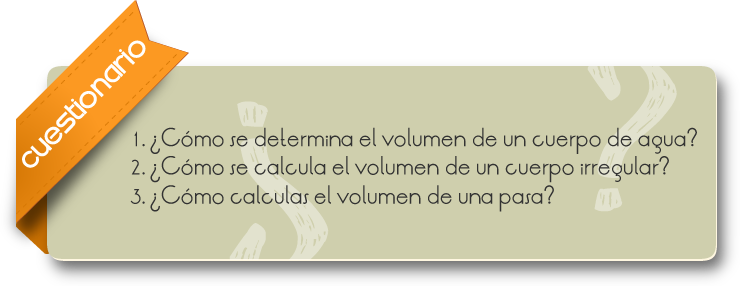 cuestionario
1. ¿Cómo se determina el volumen de un cuerpo de agua?
2. ¿Cómo se calcula el volumen de un cuerpo irregular?
3. ¿Cómo calculas el volumen de una pasa?